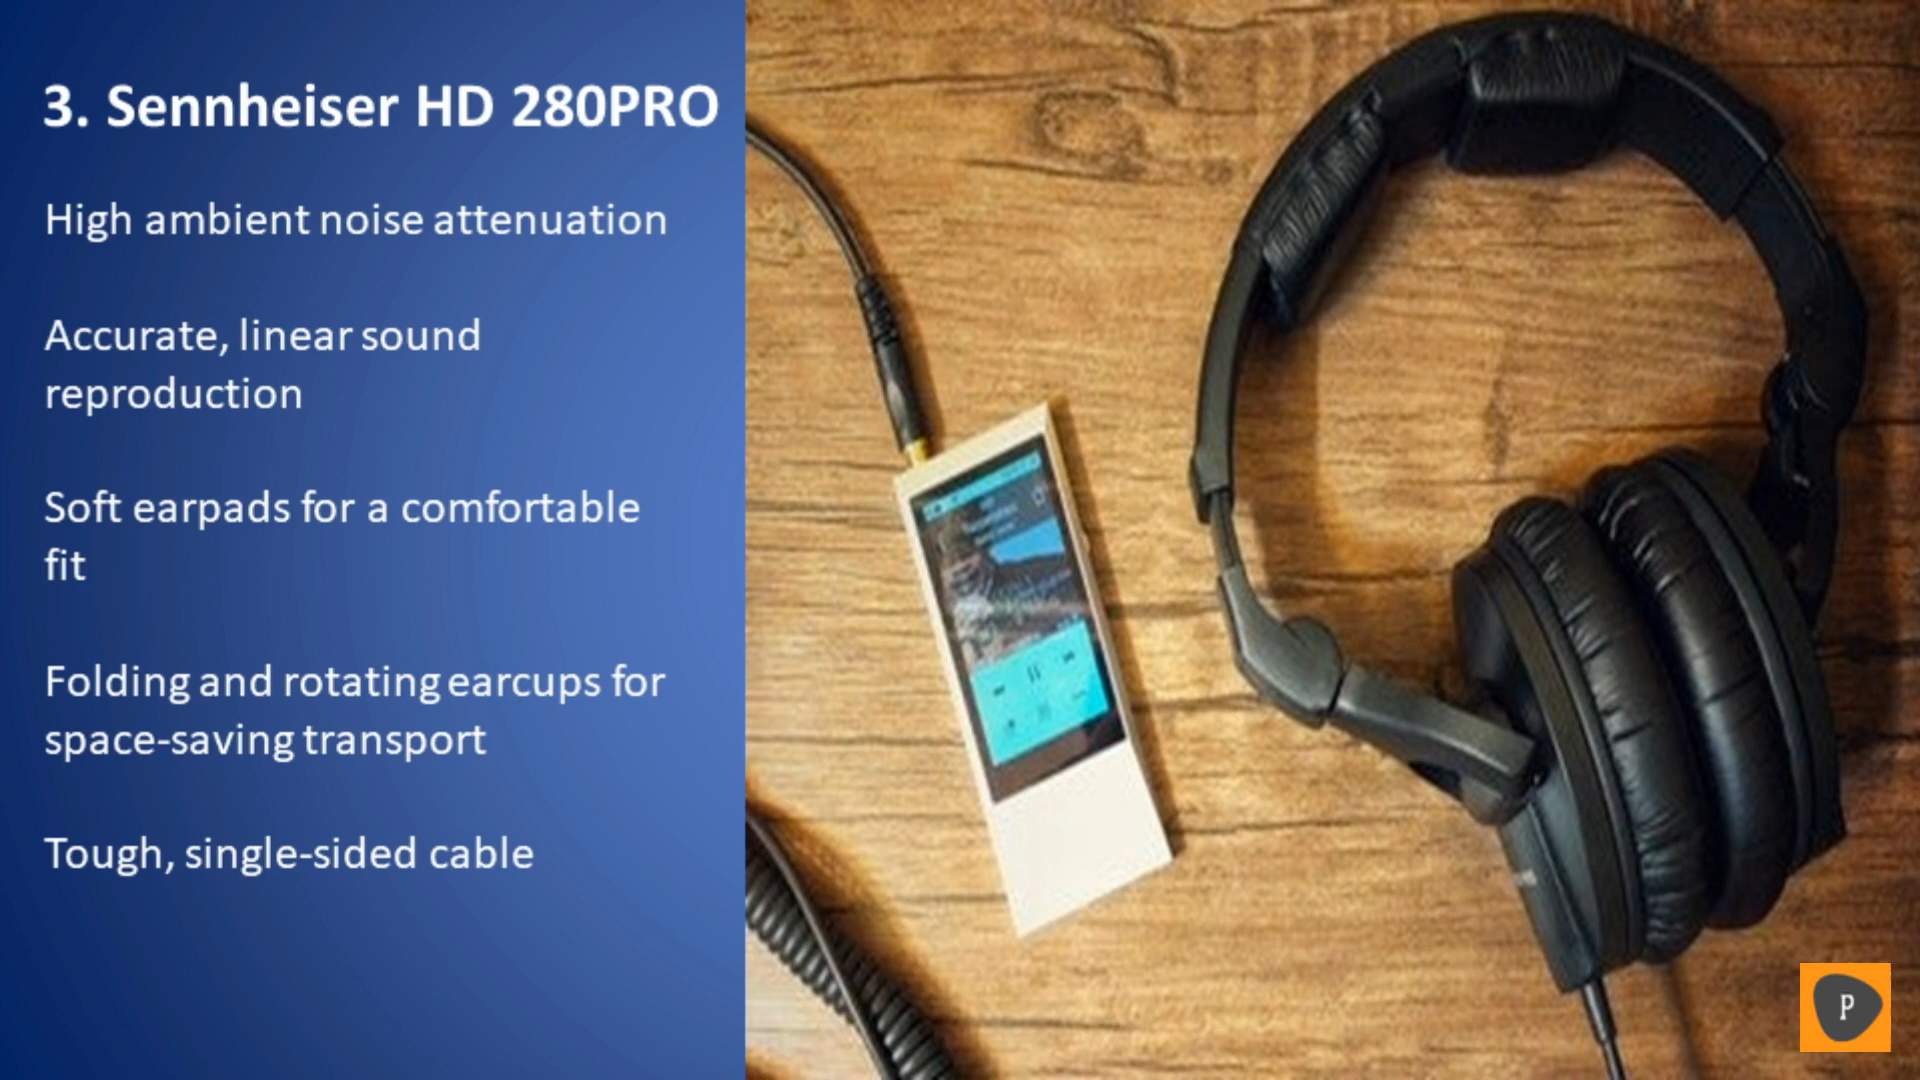 3. Sennheiser HD 280PRO
High ambient noise attenuation
Accurate, linear sound
reproduction
Soft earpads for a comfortable
fit
Folding and rotating earcups for
space-saving transport
Tough, single-sided cable
P